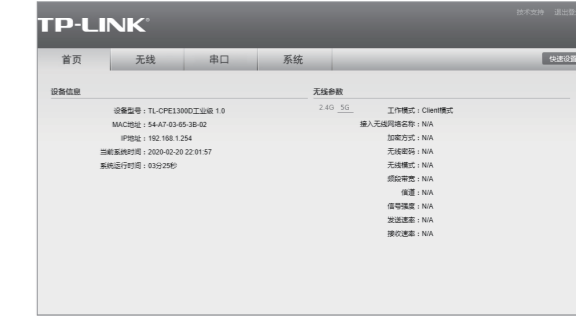 技术支持 退出登
TP-LINK®
首页 无线 串口 系统 快速设置
设备信息
设备型号：TL-CPE1300D工业级 1.0
MAC地址：54-A7-03-65-3B-02
IP地址：192.168.1.254
当前系统时间：2020-02-20 22:01:57
系统运行时间：03分25秒
无线参数
2.4G 5G
工作模式：Client模式
接入无线网络名称：N/A
加密方式：N/A
无线密码：N/A
无线模式：N/A
频段带宽：N/A
信道：N/A
信号强度：N/A
发送速率：N/A
接收速率：N/A